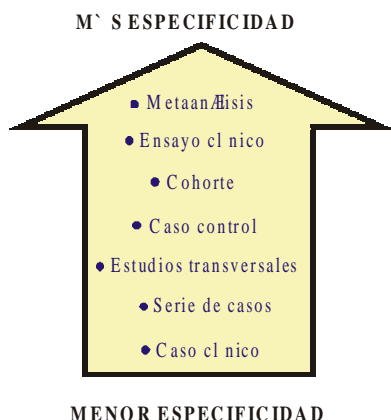 M` S ESPECIFICIDAD
MetaanÆlisis
Ensayo cl nico
Cohorte
Caso control
Estudios transversales
Serie de casos
Caso cl nico
MENOR ESPECIFICIDAD